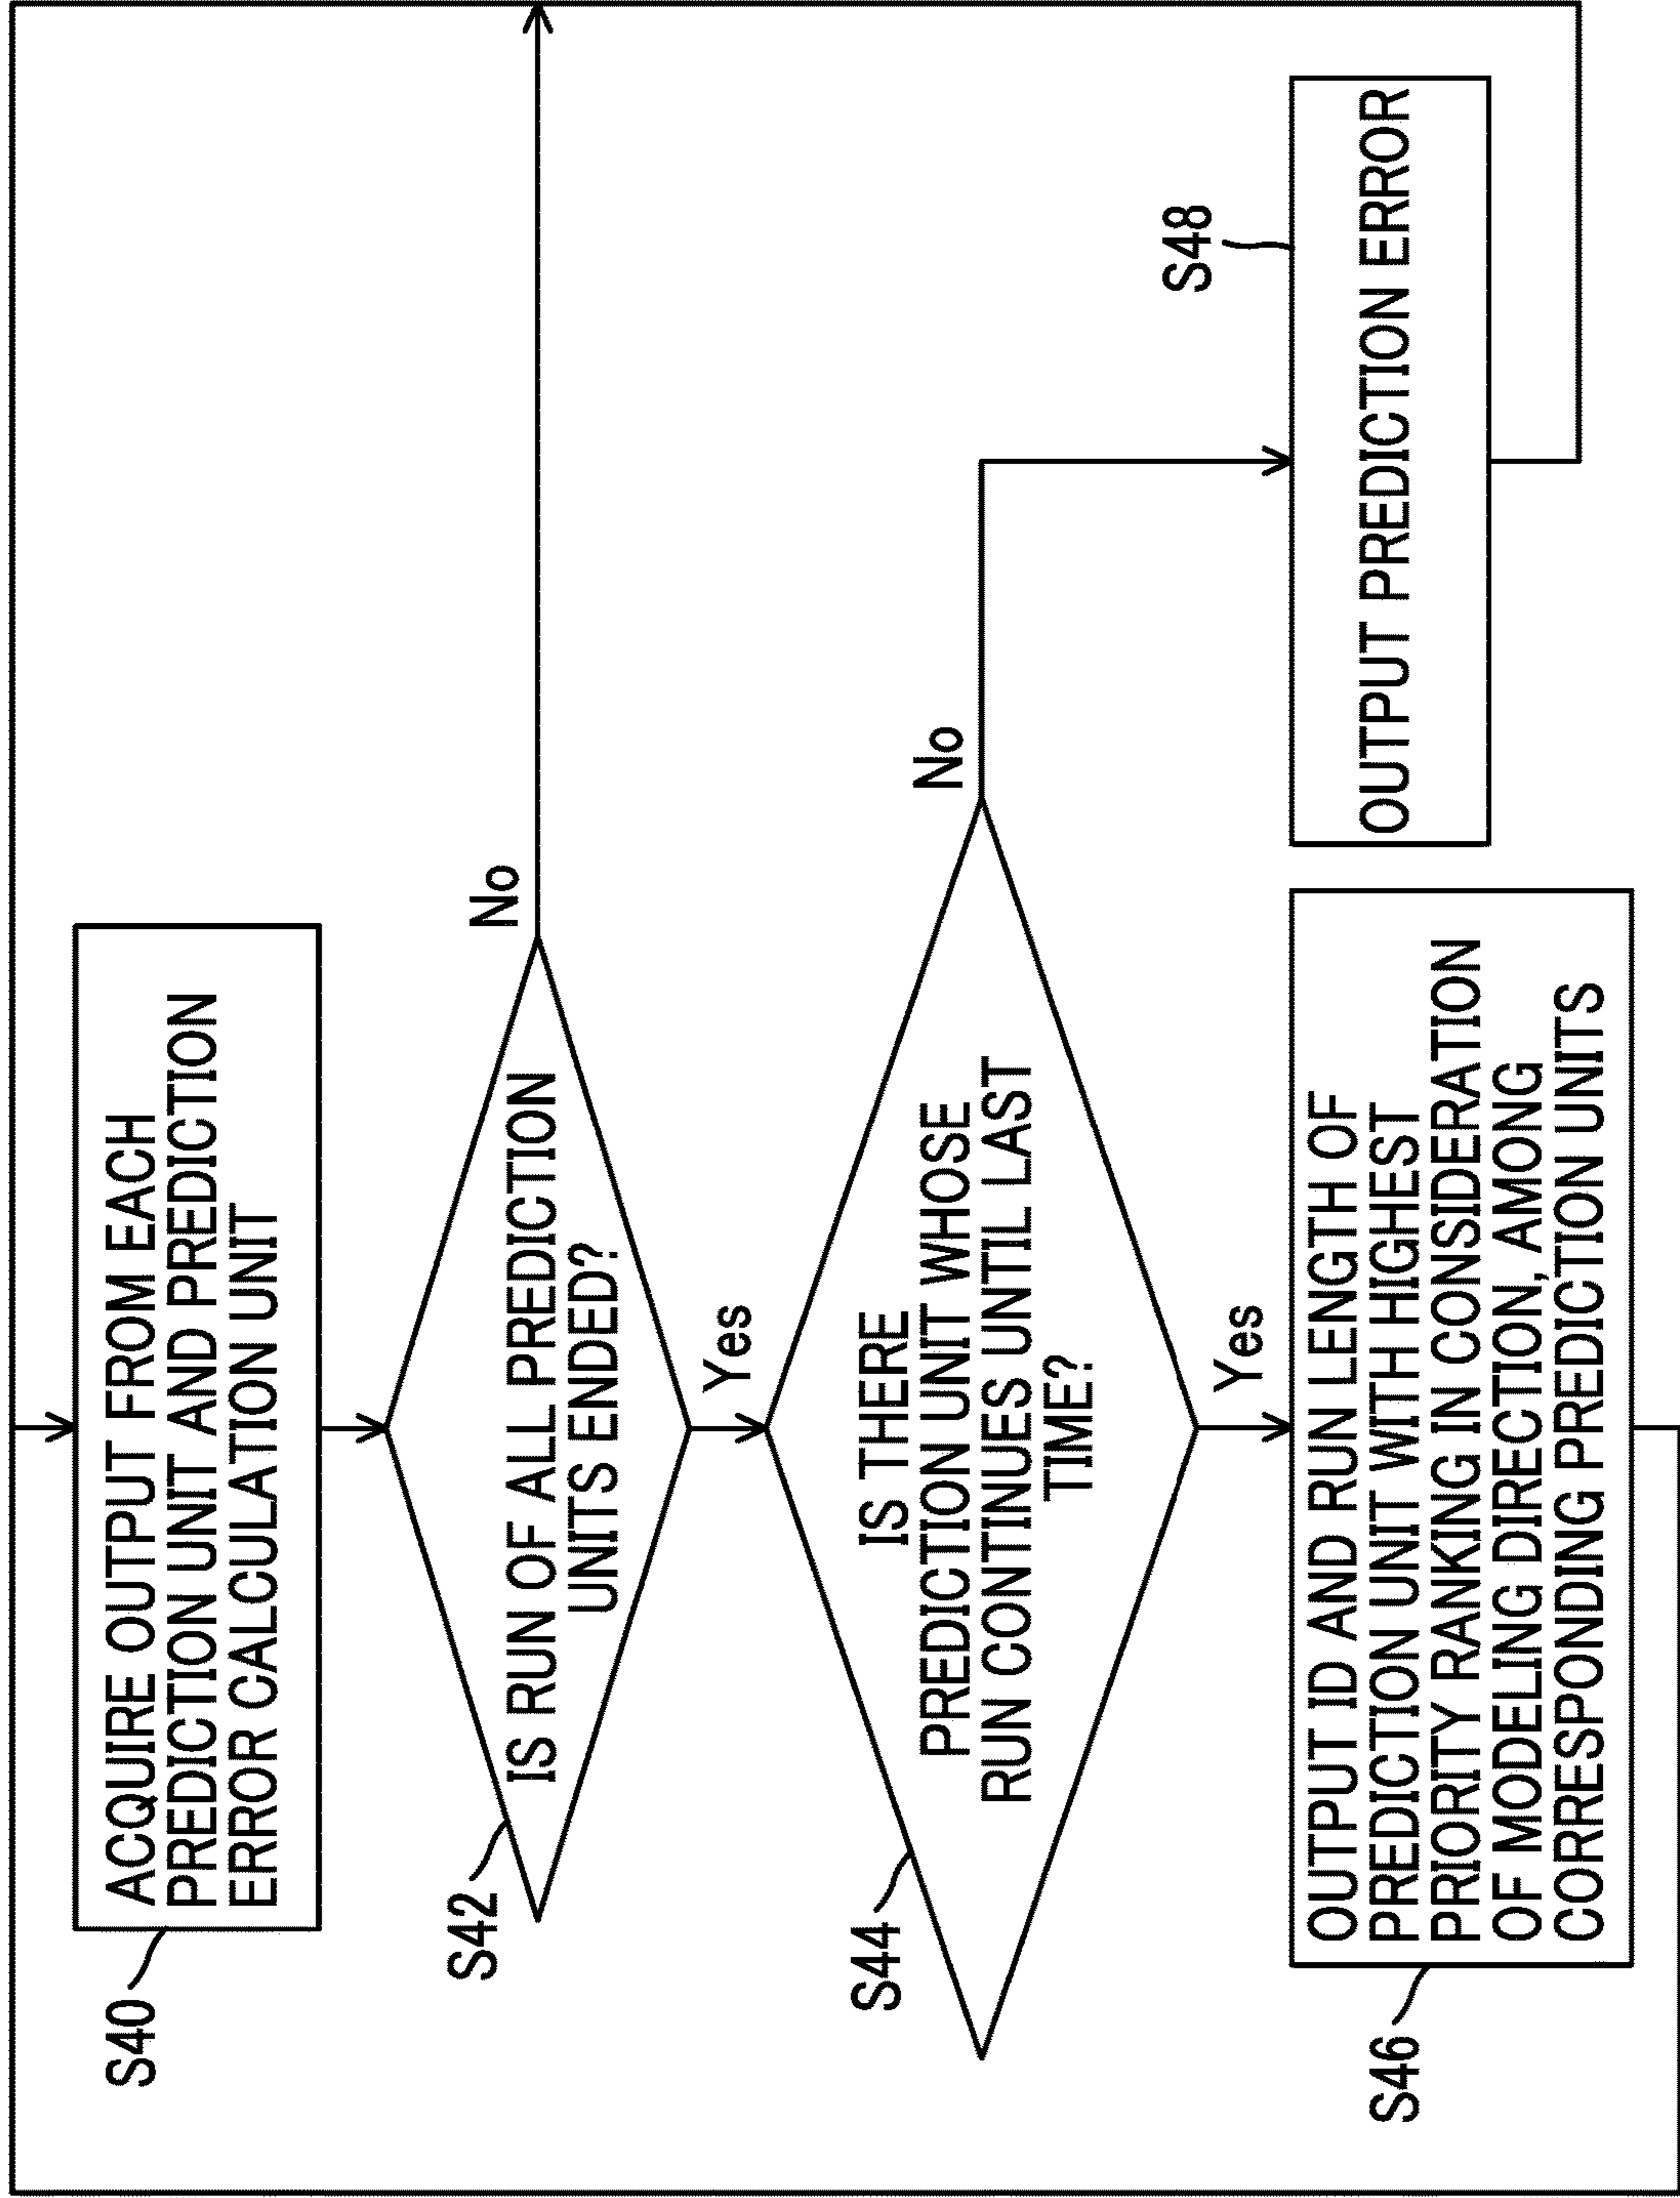 S40
ACQUIRE OUTPUT FROM EACH
PREDICTION UNIT AND PREDICTION
ERROR CALCULATION UNIT
S42
IS RUN OF ALL PREDICTION
UNITS ENDED?
No
Yes
S44
IS THERE
PREDICTION UNIT WHOSE
RUN CONTINUES UNTIL LAST
TIME?
No
Yes
S46
OUTPUT ID AND RUN LENGTH OF
PREDICTION UNIT WITH HIGHEST
PRIORITY RANKING IN CONSIDERATION
OF MODELING DIRECTION, AMONG
CORRESPONDING PREDICTION UNITS
S48
OUTPUT PREDICTION ERROR